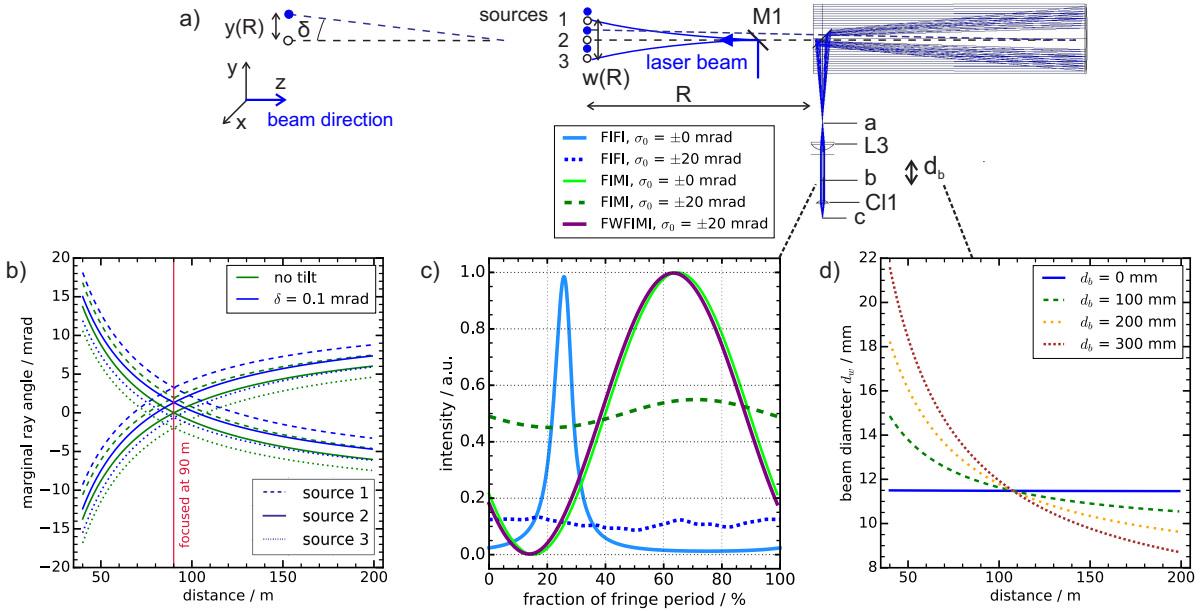 a)
y(R)
δ
y
z
x
beam direction
sources
1
2
3
w(R)
M1
laser beam
R
a
L3
b
d_b
Cl1
c
FIFI, σ₀ = ±0 mrad
FIFI, σ₀ = ±20 mrad
FIMI, σ₀ = ±0 mrad
FIMI, σ₀ = ±20 mrad
FWFIMI, σ₀ = ±20 mrad
b)
marginal ray angle / mrad
20
15
10
5
0
−5
−10
−15
−20
no tilt
δ = 0.1 mrad
focused at 90 m
source 1
source 2
source 3
50
100
150
200
distance / m
c)
intensity / a.u.
1.0
0.8
0.6
0.4
0.2
0.0
0
20
40
60
80
100
fraction of fringe period / %
d)
beam diameter d_w / mm
22
20
18
16
14
12
10
8
d_b = 0 mm
d_b = 100 mm
d_b = 200 mm
d_b = 300 mm
50
100
150
200
distance / m